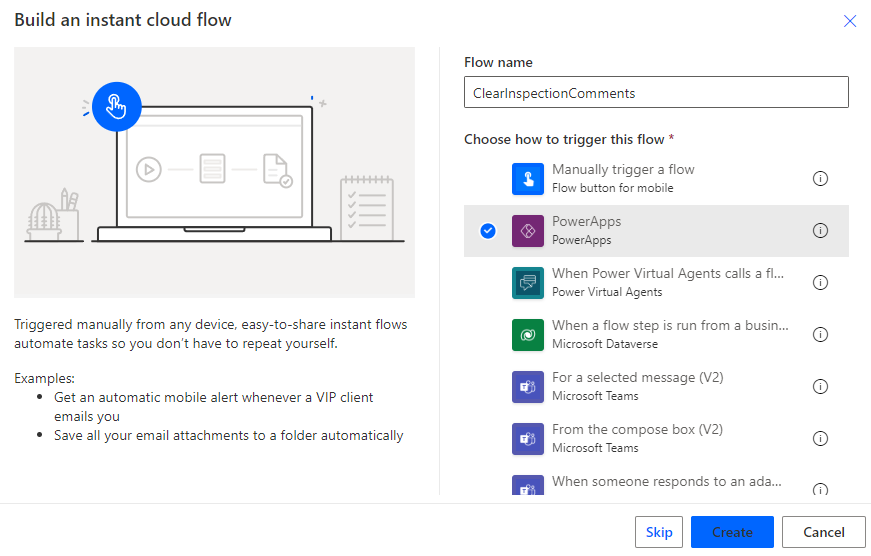 Build an instant cloud flow
Triggered manually from any device, easy-to-share instant flows
automate tasks so you don't have to repeat yourself.
Examples:
• Get an automatic mobile alert whenever a VIP client
emails you
• Save all your email attachments to a folder automatically
Flow name
ClearInspectionComments
Choose how to trigger this flow *
Manually trigger a flow
Flow button for mobile
PowerApps
PowerApps
When Power Virtual Agents calls a fl...
Power Virtual Agents
When a flow step is run from a busin...
Microsoft Dataverse
For a selected message (V2)
Microsoft Teams
From the compose box (V2)
Microsoft Teams
When someone responds to an ada...
Skip
Create
Cancel